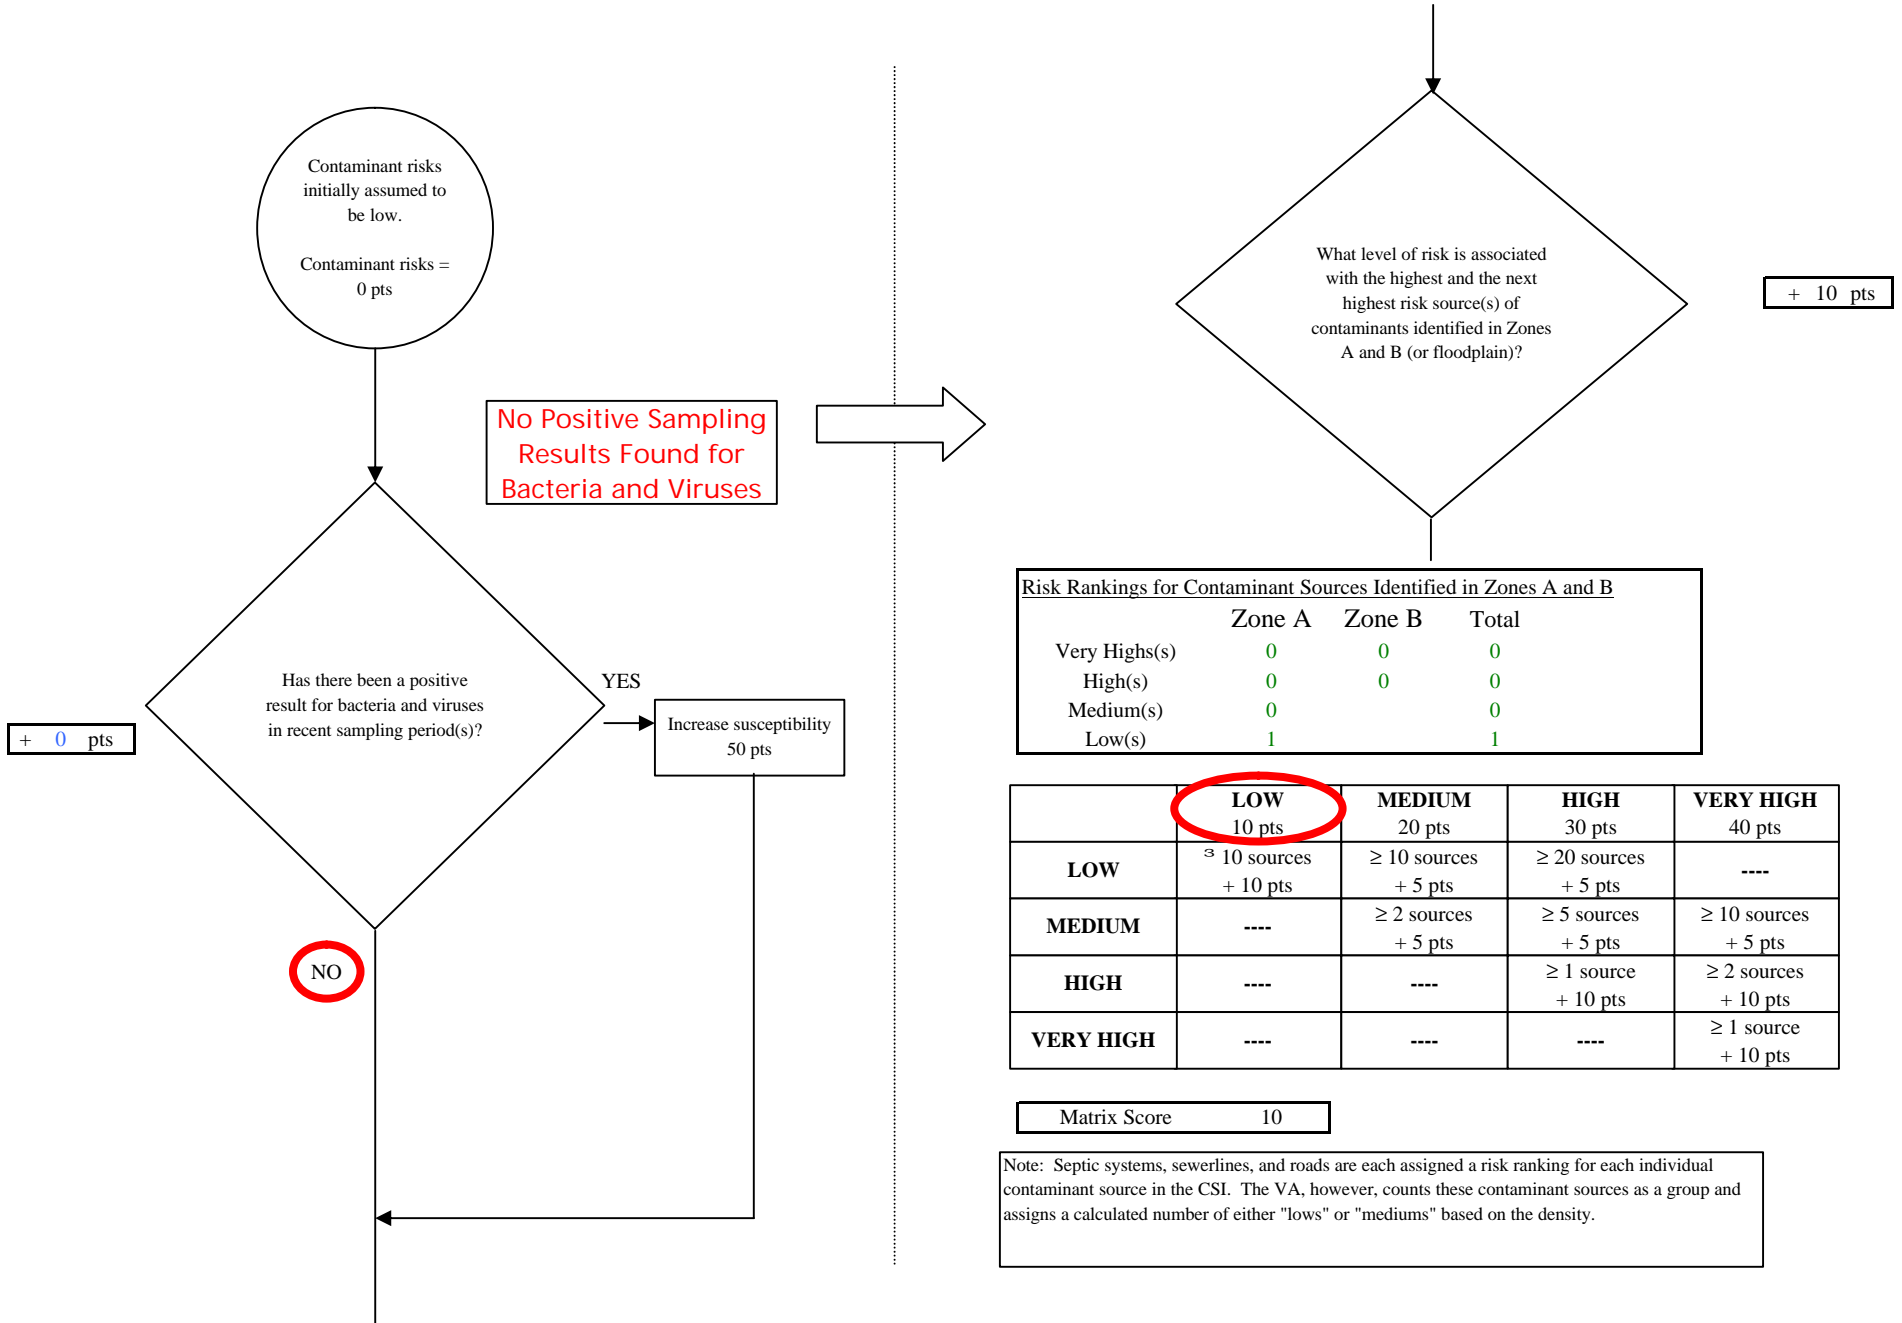 Contaminant risks
initially assumed to
be low.
Contaminant risks =
0 pts
No Positive Sampling
Results Found for
Bacteria and Viruses
Has there been a positive
result for bacteria and viruses
in recent sampling period(s)?
+ 0 pts
YES
Increase susceptibility
50 pts
NO
What level of risk is associated
with the highest and the next
highest risk source(s) of
contaminants identified in Zones
A and B (or floodplain)?
+ 10 pts
Risk Rankings for Contaminant Sources Identified in Zones A and B
Zone A Zone B Total
Very Highs(s) 0 0 0
High(s) 0 0 0
Medium(s) 0 0
Low(s) 1 1
LOW MEDIUM HIGH VERY HIGH
10 pts 20 pts 30 pts 40 pts
LOW ³ 10 sources ≥ 10 sources ≥ 20 sources ----
+ 10 pts + 5 pts + 5 pts
MEDIUM ---- ≥ 2 sources ≥ 5 sources ≥ 10 sources
+ 5 pts + 5 pts + 5 pts
HIGH ---- ---- ≥ 1 source ≥ 2 sources
+ 10 pts + 10 pts
VERY HIGH ---- ---- ---- ≥ 1 source
+ 10 pts
Matrix Score 10
Note: Septic systems, sewerlines, and roads are each assigned a risk ranking for each individual
contaminant source in the CSI. The VA, however, counts these contaminant sources as a group and
assigns a calculated number of either "lows" or "mediums" based on the density.